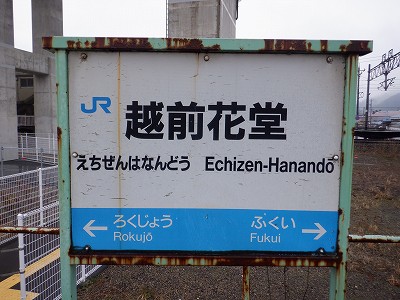 JR 越前花堂
えちぜんはなんどう Echizen-Hanandō
← ろくじょう ふくい →
Rokujō Fukui